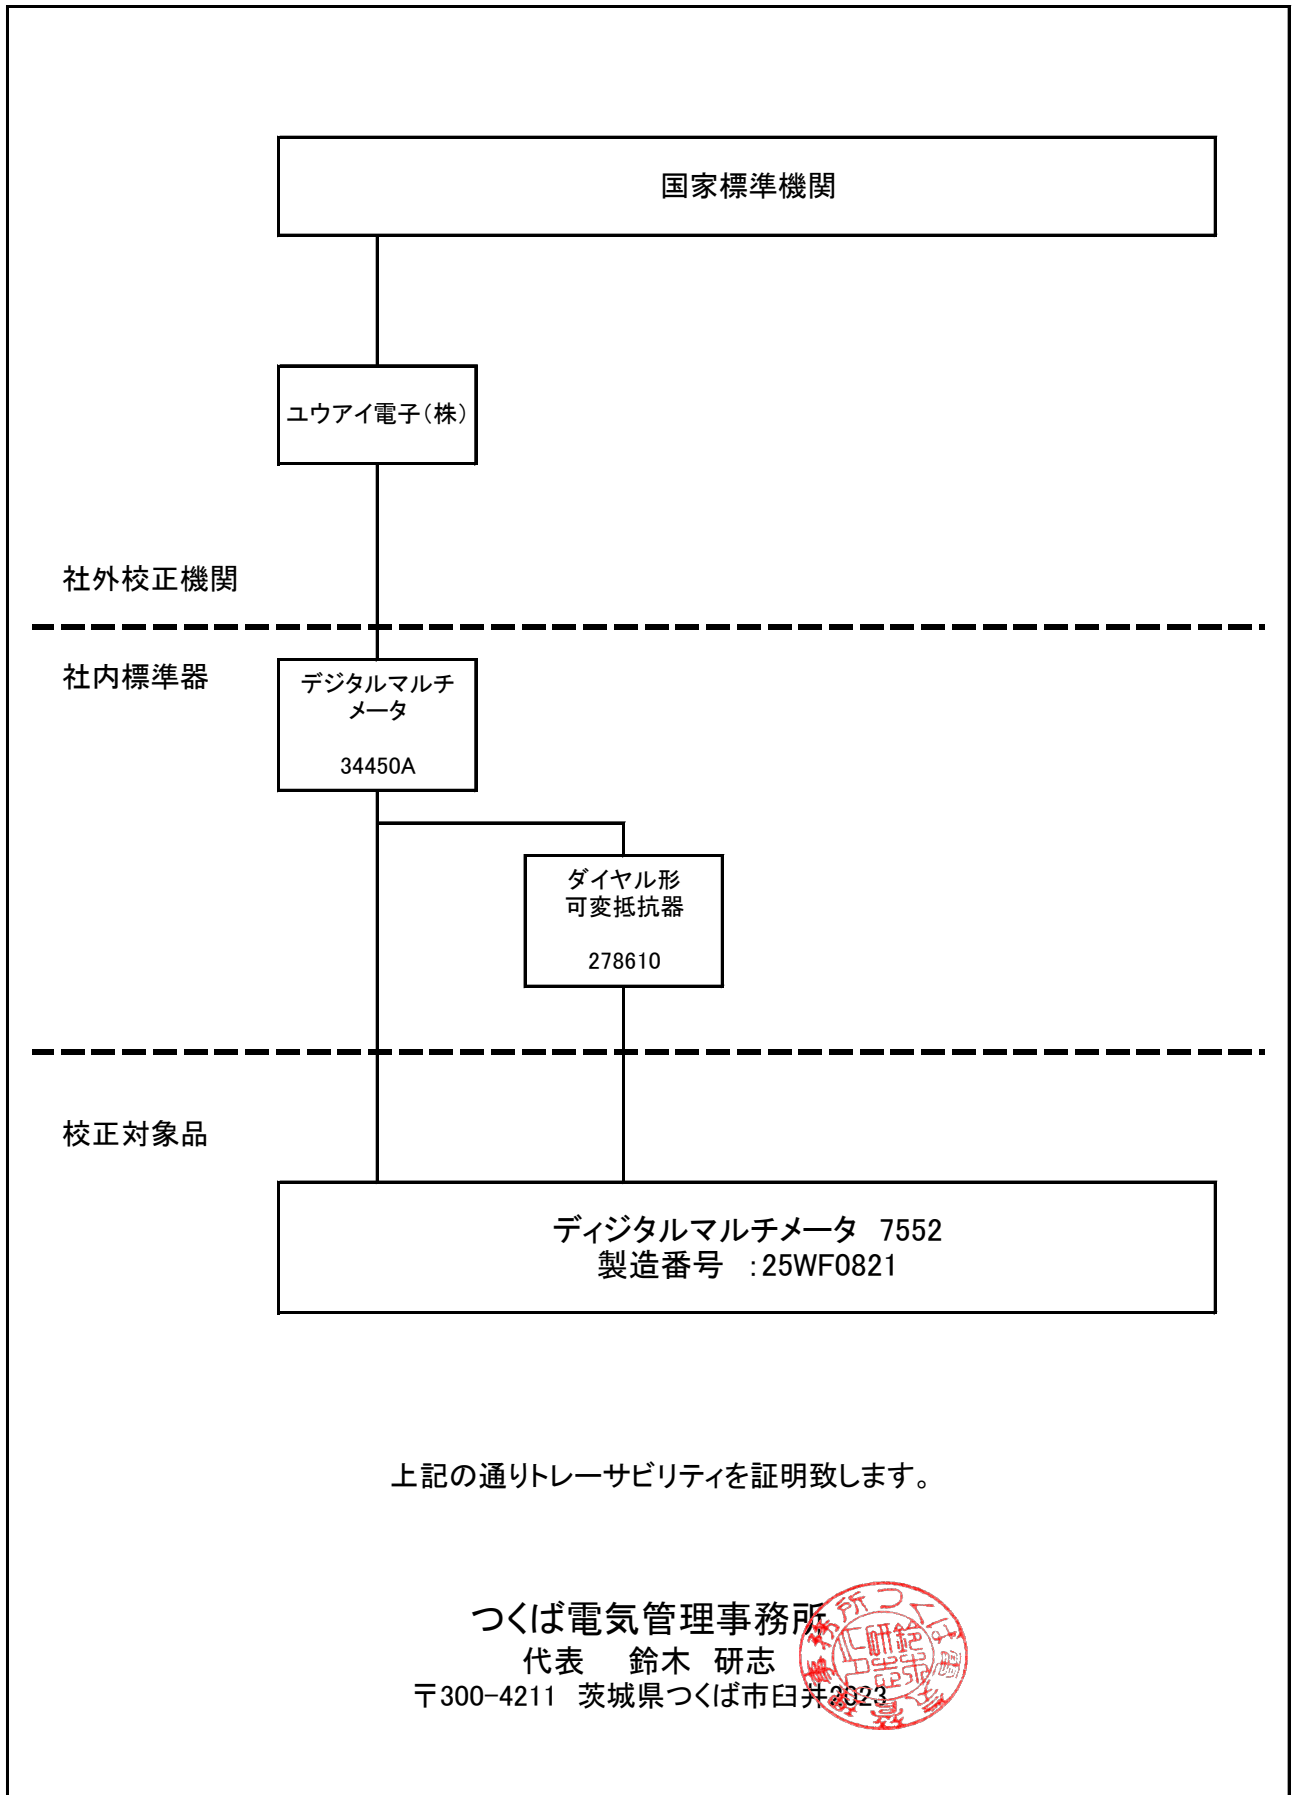 国家標準機関
ユウアイ電子(株)
社外校正機関
社内標準器
デジタルマルチ
メータ
34450A
ダイヤル形
可変抵抗器
278610
校正対象品
ディジタルマルチメータ 7552
製造番号 :25WF0821
上記の通りトレーサビリティを証明致します。
つくば電気管理事務所
代表 鈴木 研志
〒300-4211 茨城県つくば市臼井2023